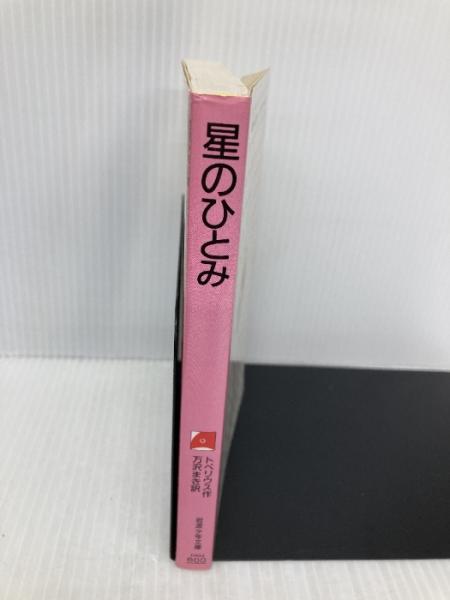 星のひとみ
トペリウス作
万沢まき訳
岩波少年文庫